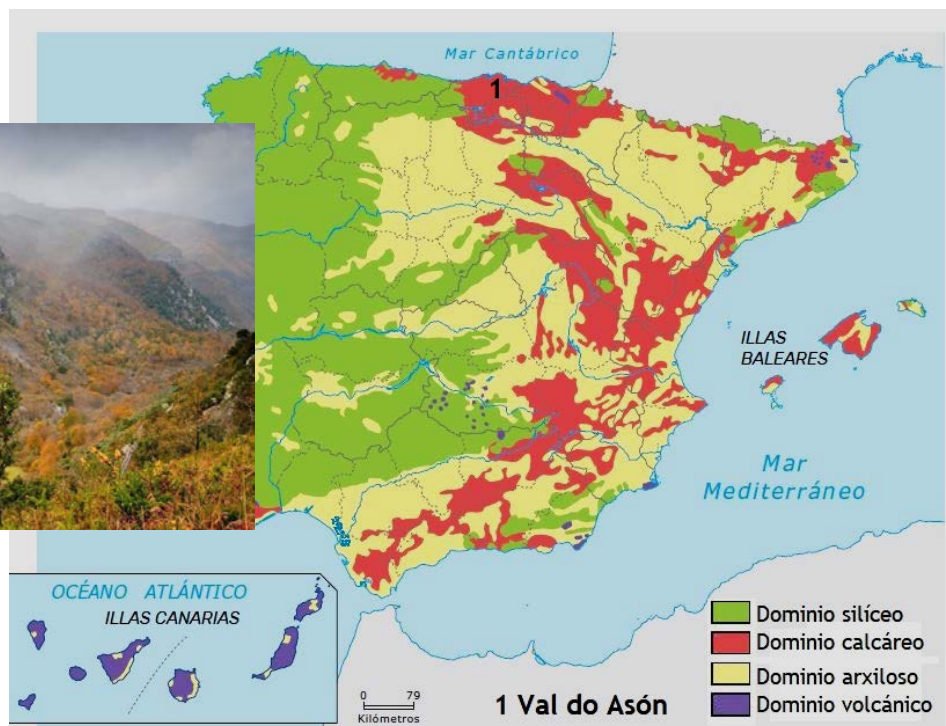 Mar Cantábrico
1
ILLAS
BALEARES
Mar
Mediterráneo
OCÉANO ATLÁNTICO
ILLAS CANARIAS
Dominio silíceo
Dominio calcáreo
Dominio arxiloso
Dominio volcánico
0 79
Kilómetros
1 Val do Asón